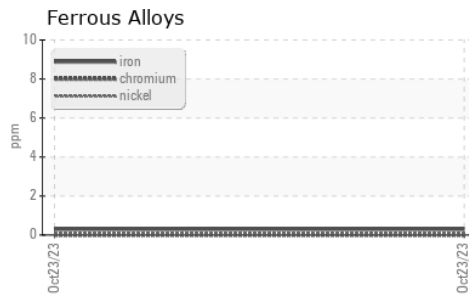 Ferrous Alloys
10
8
6
4
2
0
ppm
iron
chromium
nickel
Oct23/23
Oct23/23